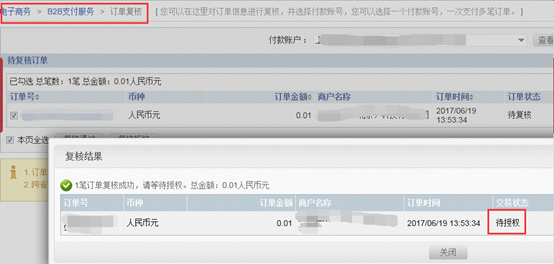 电子商务 > B2B支付服务 > 订单复核 [ 您可以在这里对订单信息进行复核，并选择付款账号，您可以选择一个付款账号，一次支付多笔订单。]
付款账户： 查看
待复核订单
已勾选 总笔数：1笔 总金额：0.01人民币元
订单号 币种 订单金额 商户名称 订单时间 订单状态
人民币元 0.01 2017/06/19 13:53:34 待复核
本页全选
1. 订单
2. 跨省
复核结果
1笔订单复核成功，请等待授权。总金额：0.01人民币元
订单号 币种 订单金额 商户名称 订单时间 交易状态
人民币元 0.01 2017/06/19 13:53:34 待授权
关闭